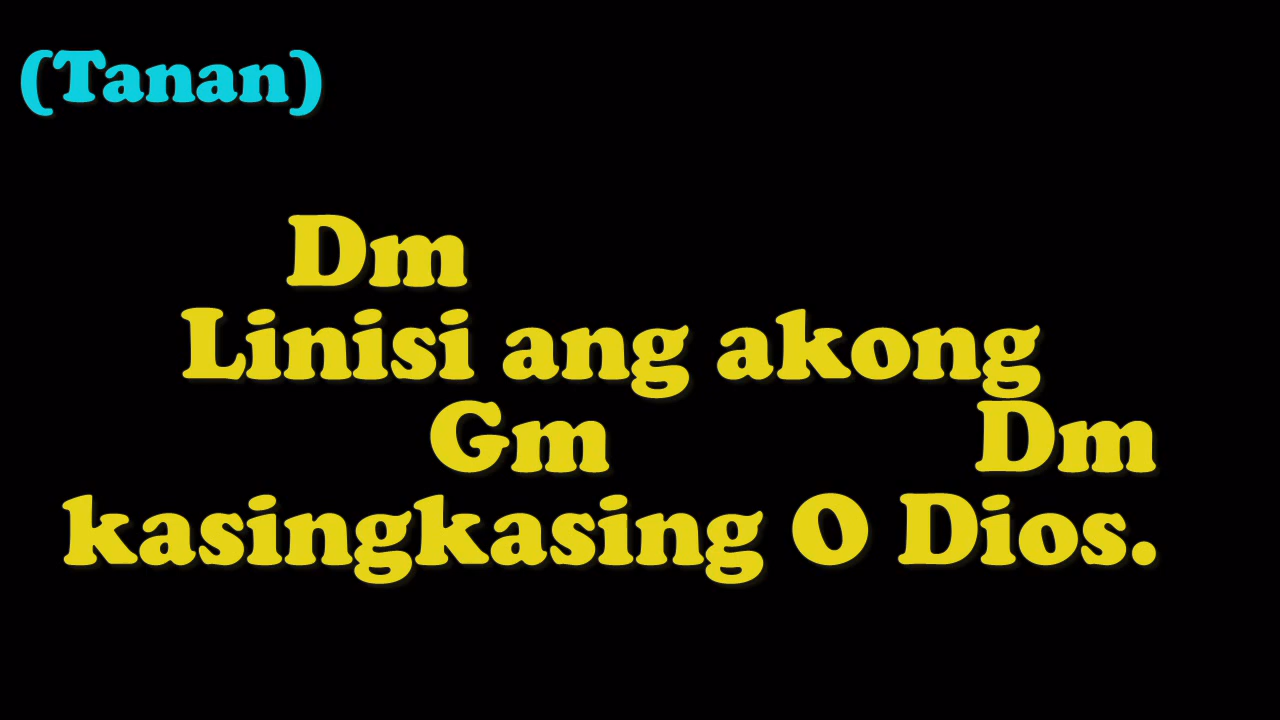 (Tanan)
Dm
Linisi ang akong
Gm Dm
kasingkasing O Dios.